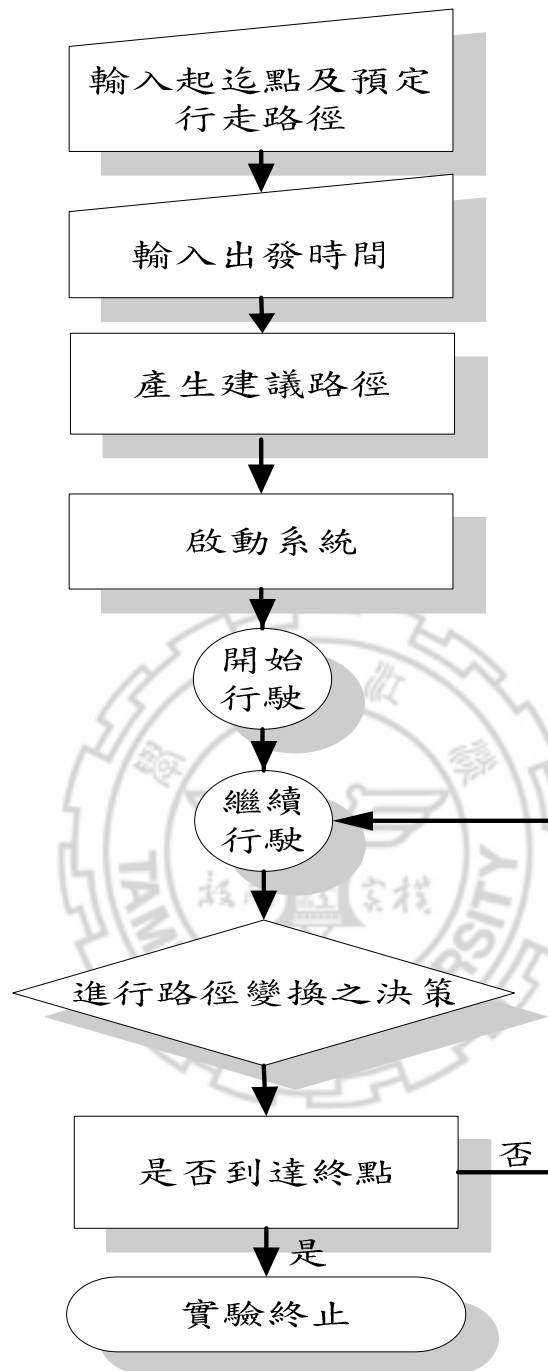 輸入起迄點及預定
行走路徑
輸入出發時間
產生建議路徑
啟動系統
開始
行駛
繼續
行駛
進行路徑變換之決策
是否到達終點
否
是
實驗終止